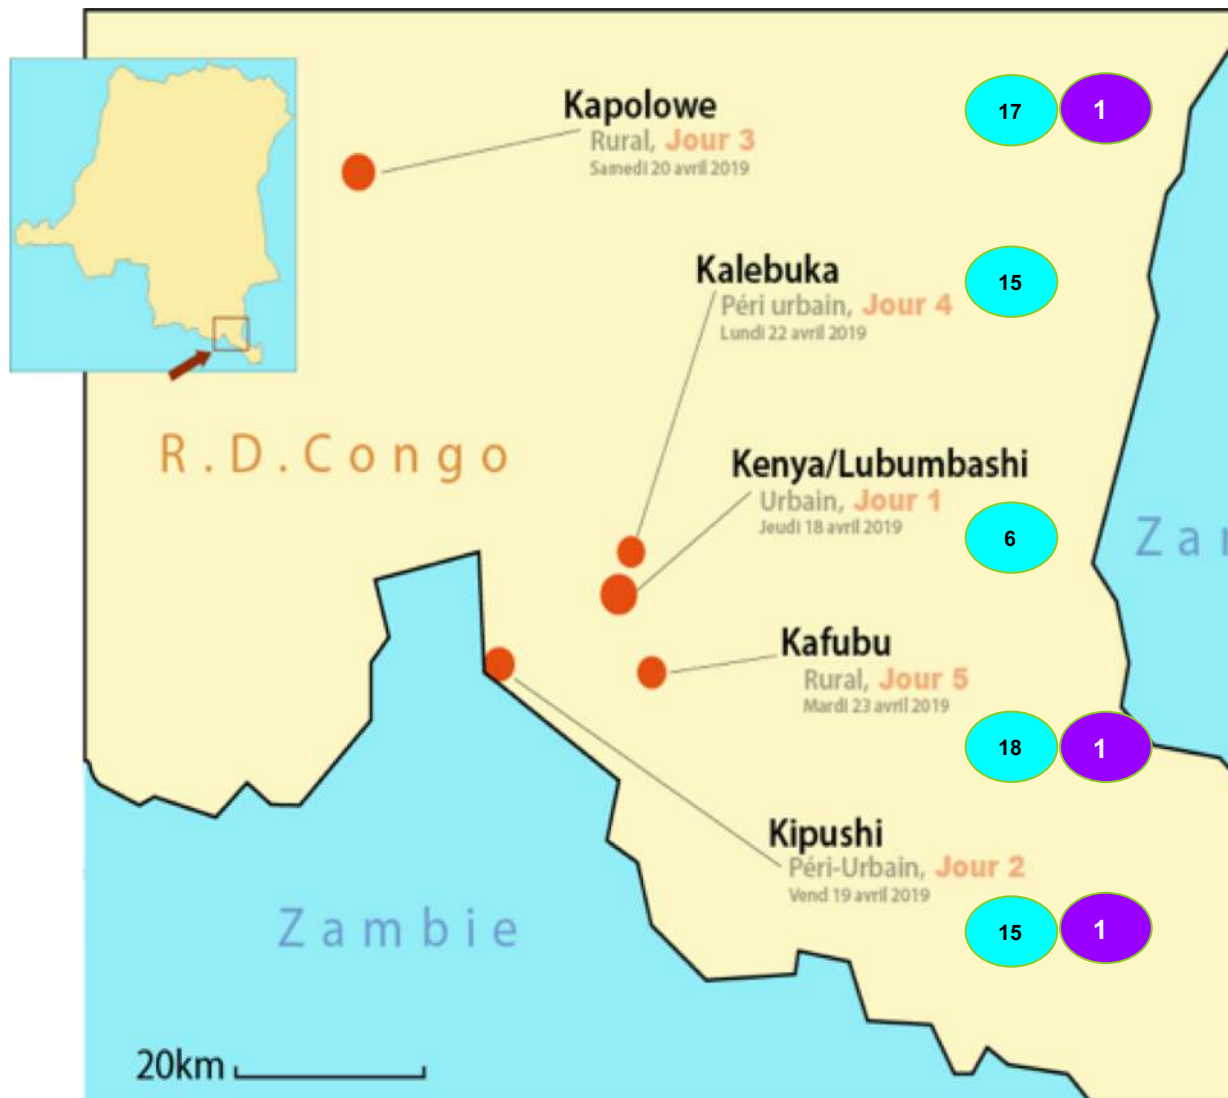 Kapolowe
17
1
Rural, Jour 3
Samedi 20 avril 2019
Kalebuka
15
Péri urbain, Jour 4
Lundi 22 avril 2019
R.D.Congo
Kenya/Lubumbashi
Urbain, Jour 1
Jeudi 18 avril 2019
6
Kafubu
Rural, Jour 5
Mardi 23 avril 2019
18
1
Kipushi
Péri-Urbain, Jour 2
Vend 19 avril 2019
15
1
Zambie
20km